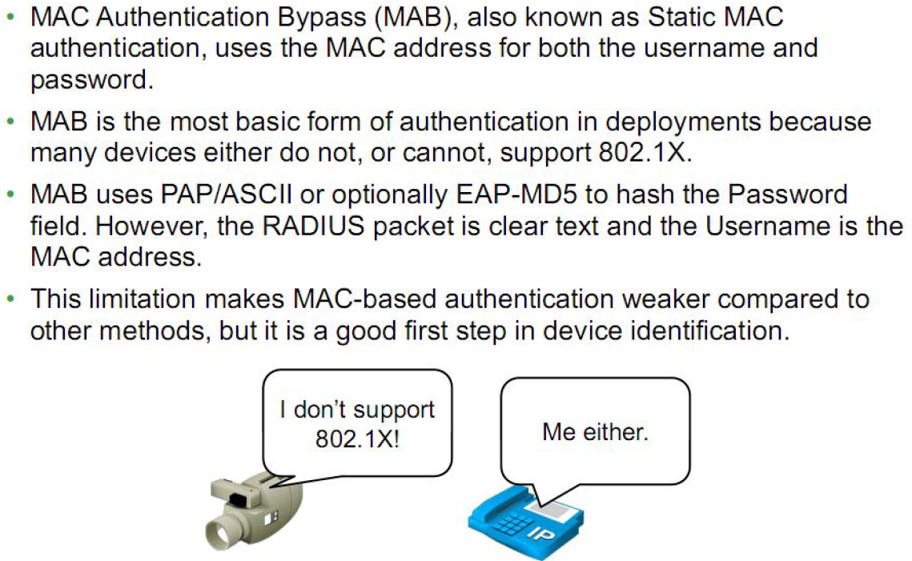 • MAC Authentication Bypass (MAB), also known as Static MAC
authentication, uses the MAC address for both the username and
password.
• MAB is the most basic form of authentication in deployments because
many devices either do not, or cannot, support 802.1X.
• MAB uses PAP/ASCII or optionally EAP-MD5 to hash the Password
field. However, the RADIUS packet is clear text and the Username is the
MAC address.
• This limitation makes MAC-based authentication weaker compared to
other methods, but it is a good first step in device identification.
I don’t support
802.1X!
Me either.
IP